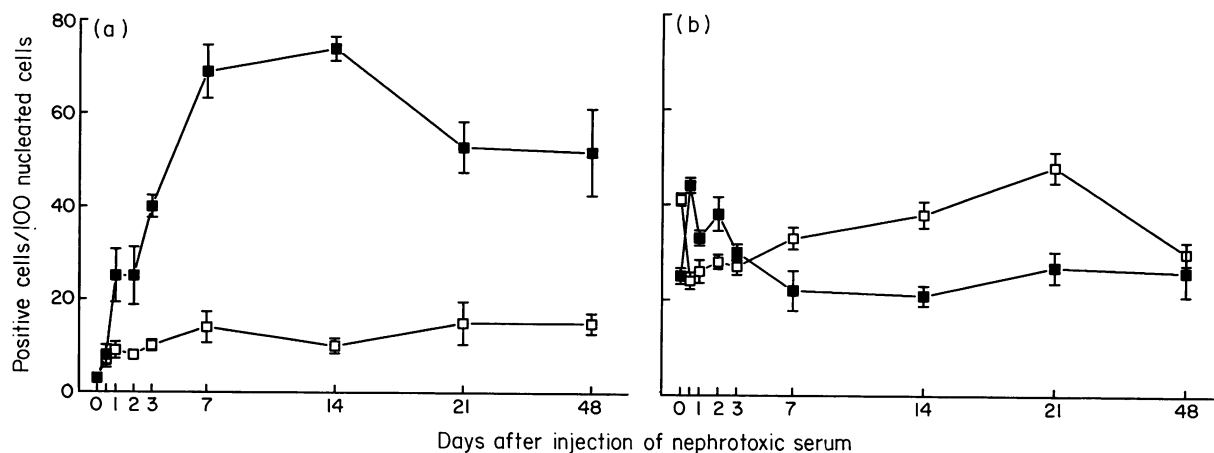 80
(a)
(b)
60
40
20
0
Positive cells/100 nucleated cells
0 1 2 3 7 14 21 48
0 1 2 3 7 14 21 48
Days after injection of nephrotoxic serum